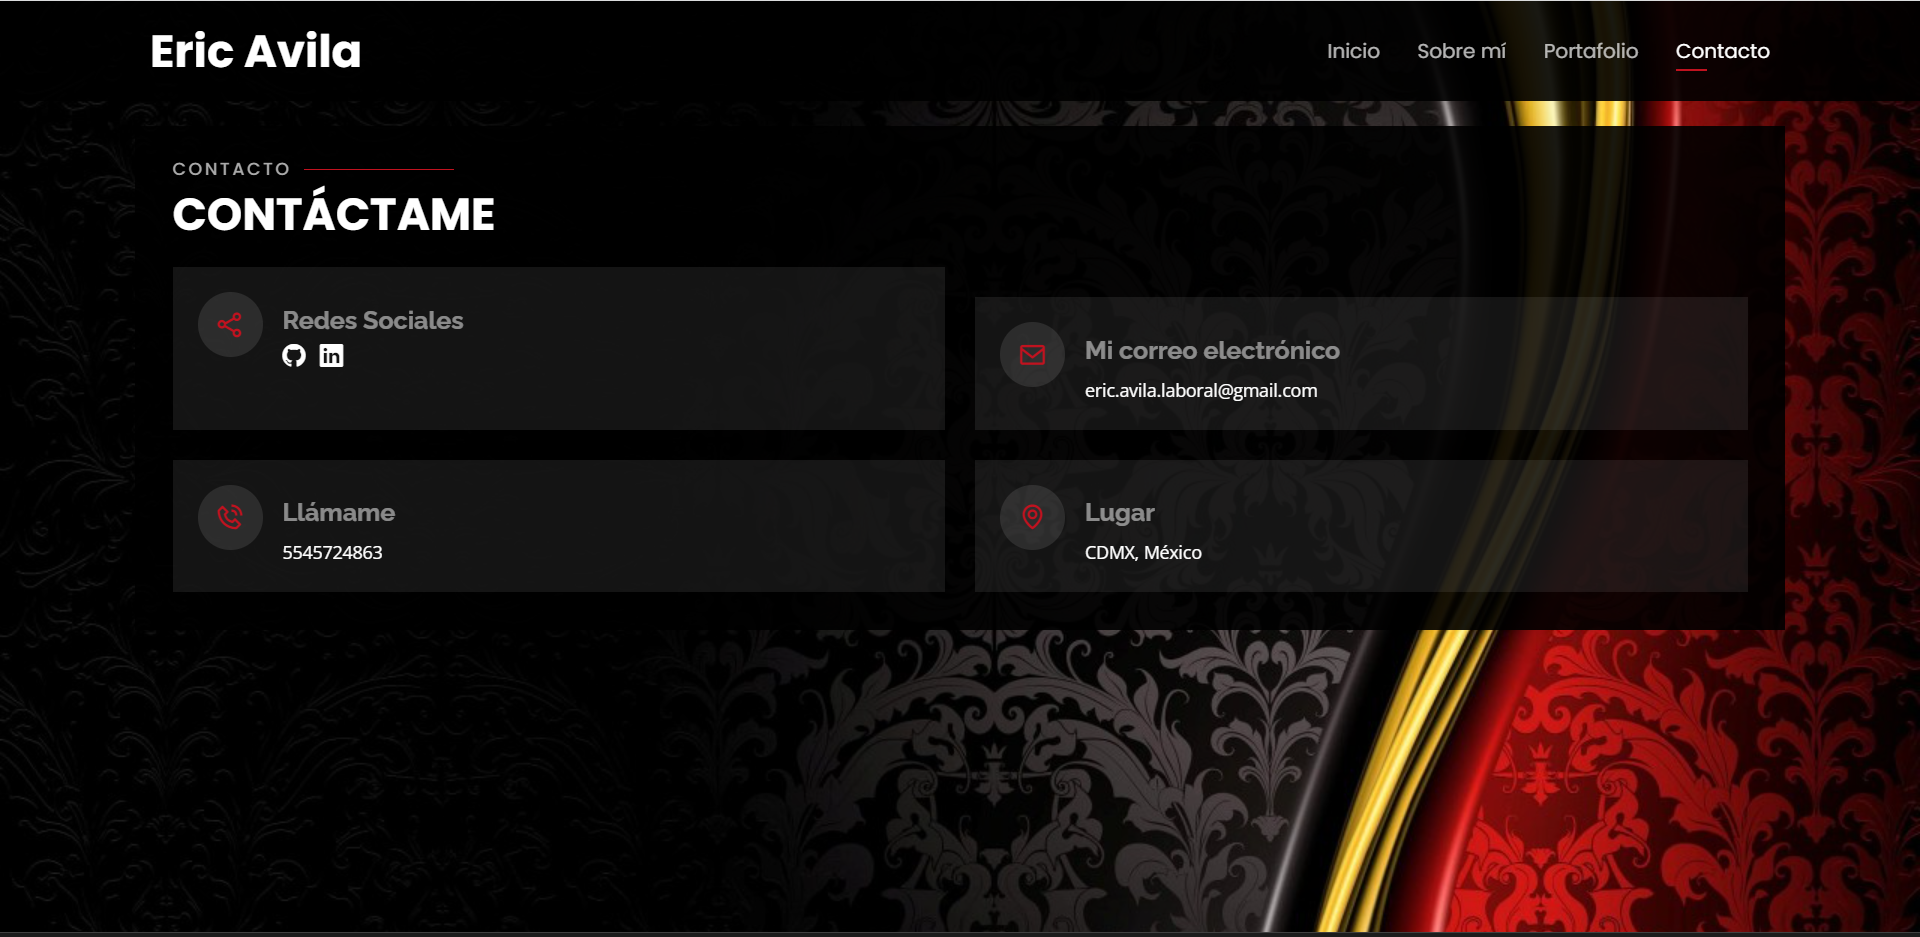 Eric Avila
Inicio Sobre mí Portafolio Contacto
CONTACTO
CONTÁCTAME
Redes Sociales
in
Mi correo electrónico
eric.avila.laboral@gmail.com
Llámame
5545724863
Lugar
CDMX, México